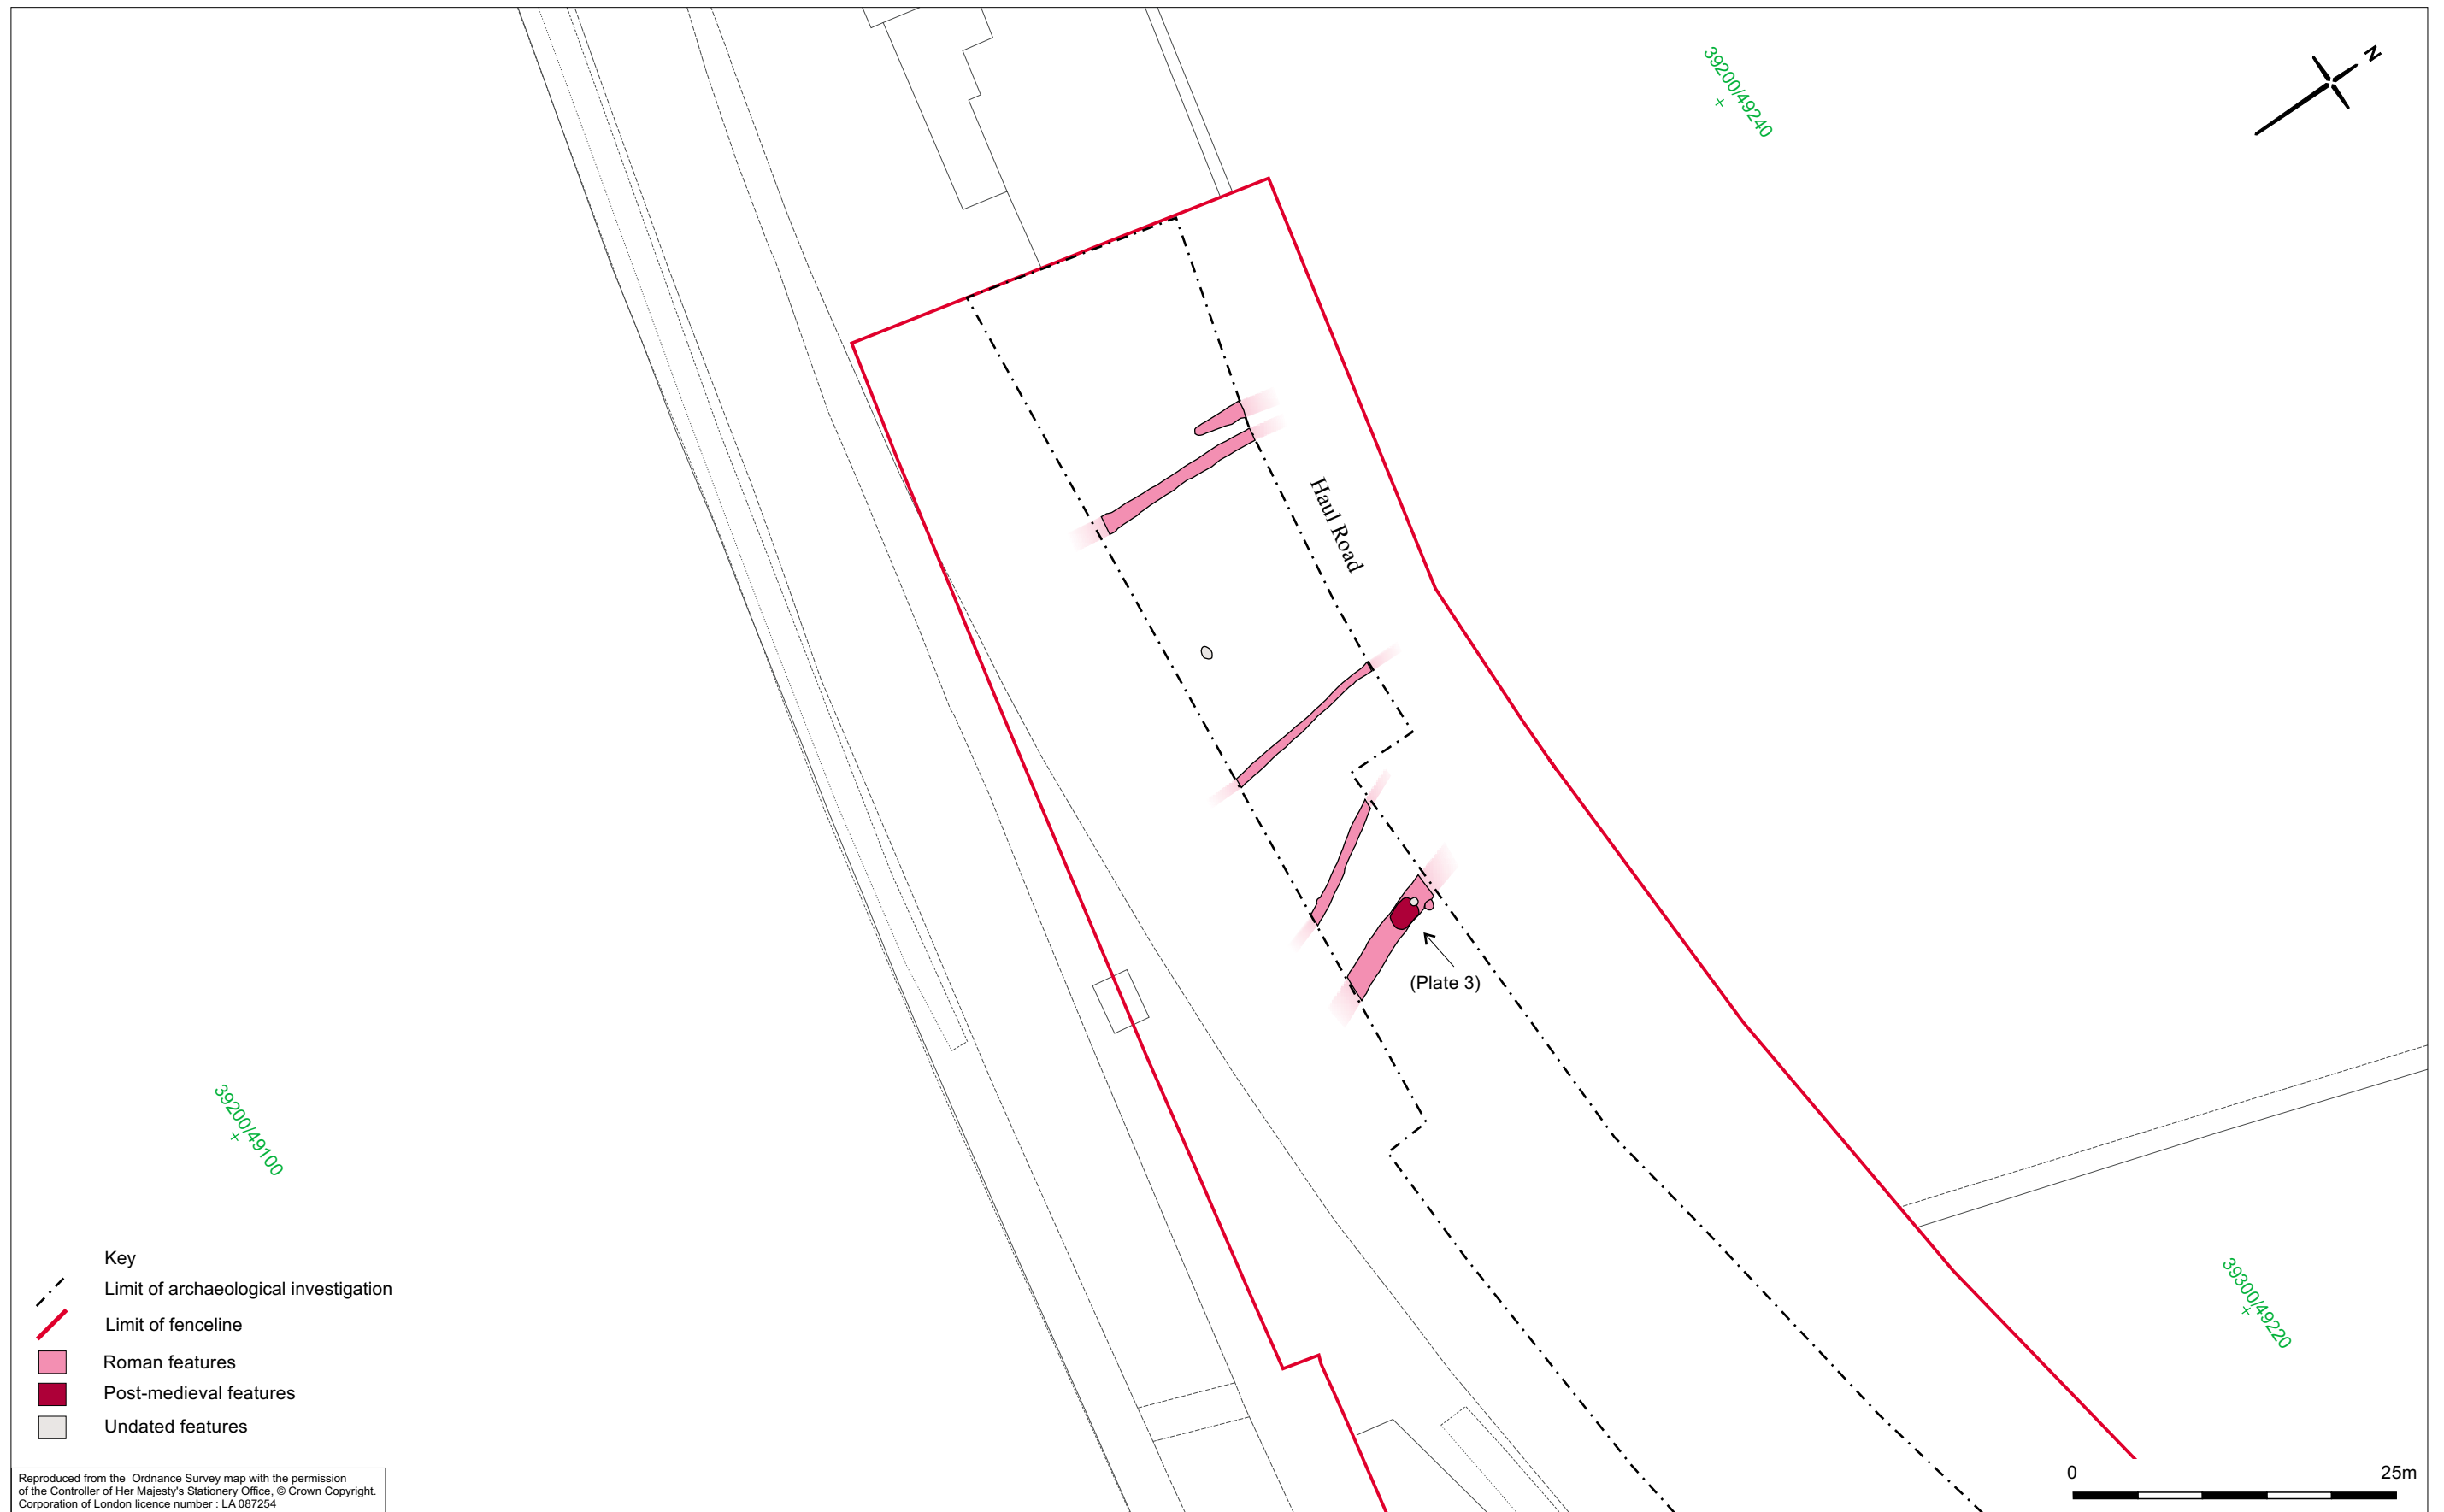 39200/49240
N
Haul Road
(Plate 3)
39200/49100
39300/49220
Key
Limit of archaeological investigation
Limit of fenceline
Roman features
Post-medieval features
Undated features
Reproduced from the Ordnance Survey map with the permission
of the Controller of Her Majesty's Stationery Office, © Crown Copyright.
Corporation of London licence number : LA 087254
0 25m